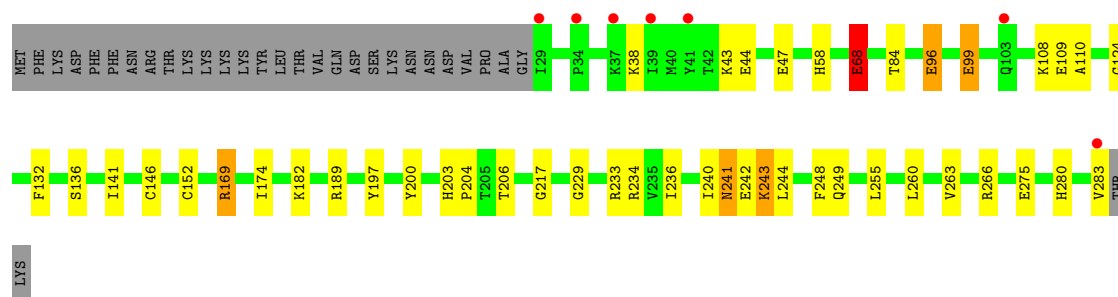 MET PHE LYS ASP PHE PHE ASN ARG THR LYS LYS LYS LYS TYR LEU THR VAL GLN ASP SER LYS ASN ASN ASP VAL PRO ALA GLY I29 P34 K37 K38 I39 M40 Y41 T42 K43 E44 E47 H58 E68 T84 E96 E99 Q103 K108 E109 A110
F132 S136 I141 C146 C152 R169 I174 K182 R189 Y197 Y200 H203 P204 T205 T206 G217 G229 R233 R234 V235 I236 I240 N241 E242 K243 L244 F248 Q249 L255 L260 V263 R266 E275 H280 V283 THR
LYS